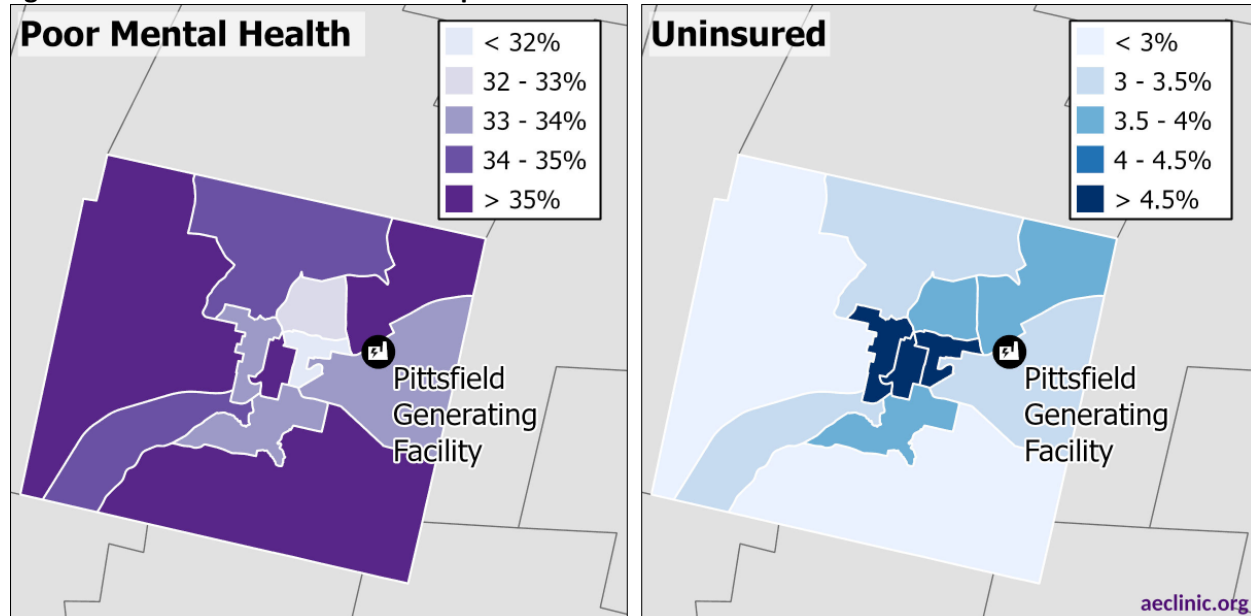 Poor Mental Health
< 32%
32 - 33%
33 - 34%
34 - 35%
> 35%
Pittsfield
Generating
Facility
Uninsured
< 3%
3 - 3.5%
3.5 - 4%
4 - 4.5%
> 4.5%
Pittsfield
Generating
Facility
aeclinic.org